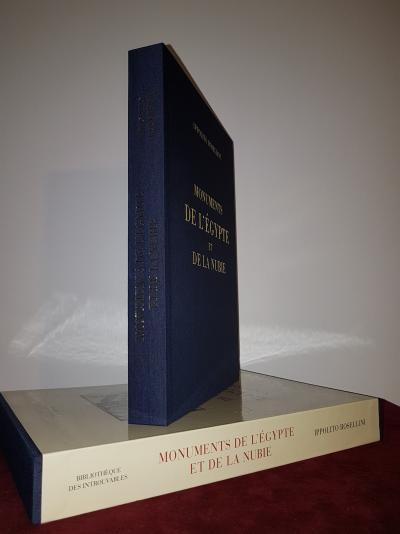 IPPOLITO ROSELLINI
MONUMENTS
DE L'ÉGYPTE
ET
DE LA NUBIE
BIBLIOTHÈQUE
DES INTROUVABLES
MONUMENTS DE L'ÉGYPTE
ET DE LA NUBIE
IPPOLITO ROSELLINI